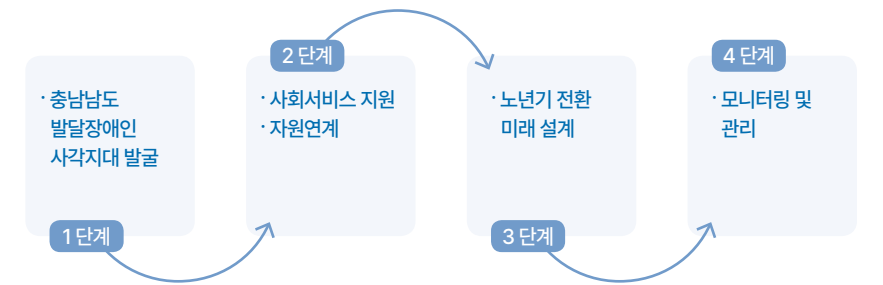 · 충남남도
발달장애인
사각지대 발굴
1 단계
2 단계
· 사회서비스 지원
· 자원연계
· 노년기 전환
미래 설계
3 단계
4 단계
· 모니터링 및
관리